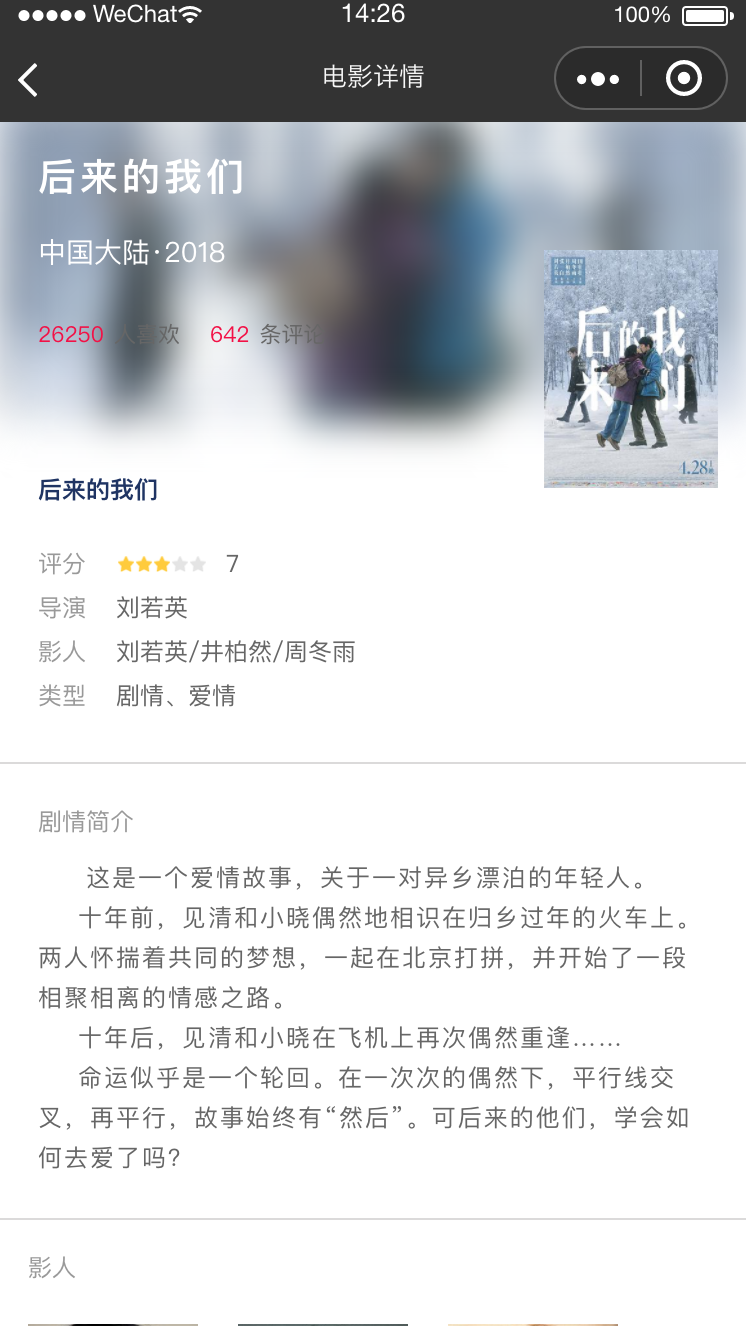 WeChat 14:26 100%
电影详情
后来的我们
中国大陆·2018
26250 人喜欢 642 条评论
后来的我们
4.28
后来的我们
评分 7
导演 刘若英
影人 刘若英/井柏然/周冬雨
类型 剧情、爱情
剧情简介
这是一个爱情故事，关于一对异乡漂泊的年轻人。
十年前，见清和小晓偶然地相识在归乡过年的火车上。
两人怀揣着共同的梦想，一起在北京打拼，并开始了一段
相聚相离的情感之路。
十年后，见清和小晓在飞机上再次偶然重逢……
命运似乎是一个轮回。在一次次的偶然下，平行线交
叉，再平行，故事始终有“然后”。可后来的他们，学会如
何去爱了吗?
影人